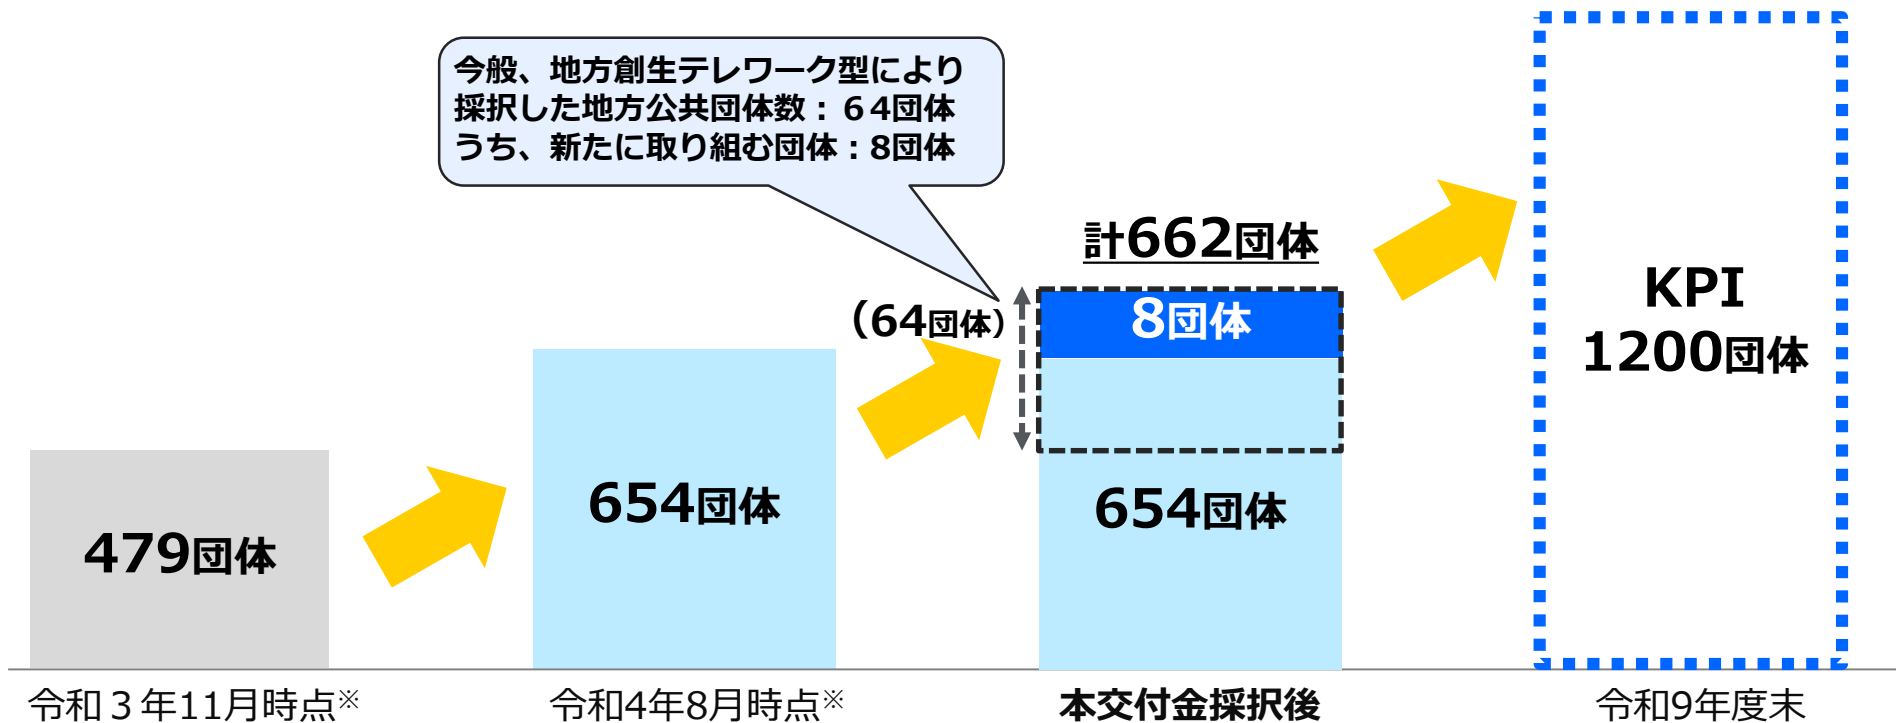 今般、地方創生テレワーク型により
採択した地方公共団体数：６4団体
うち、新たに取り組む団体：8団体
計662団体
（64団体）
8団体
KPI
1200団体
479団体
654団体
654団体
令和３年11月時点※
令和4年8月時点※
本交付金採択後
令和9年度末